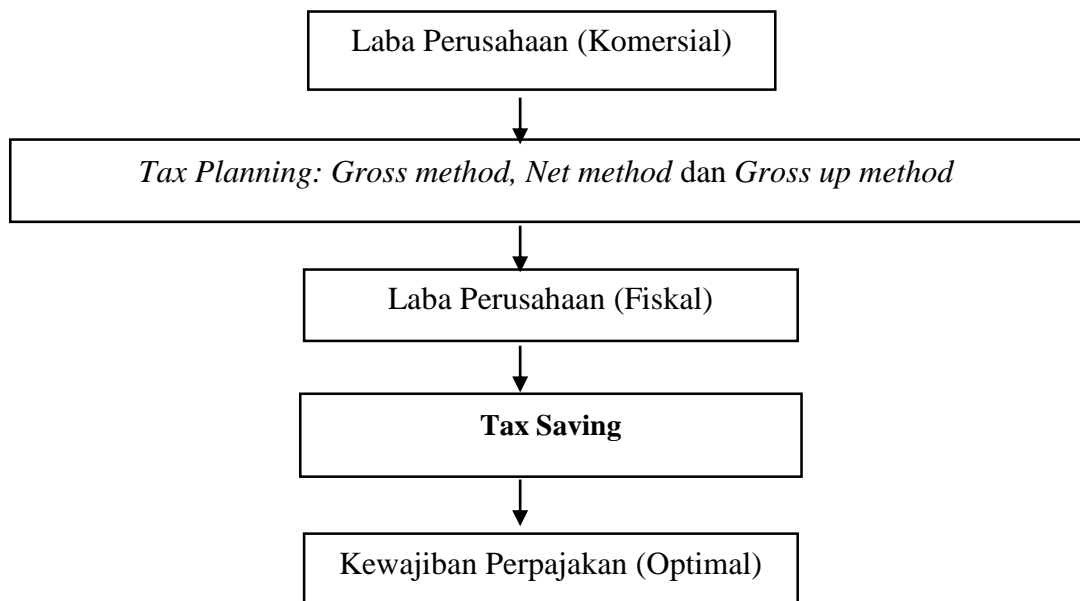 Laba Perusahaan (Komersial)
Tax Planning: Gross method, Net method dan Gross up method
Laba Perusahaan (Fiskal)
Tax Saving
Kewajiban Perpajakan (Optimal)